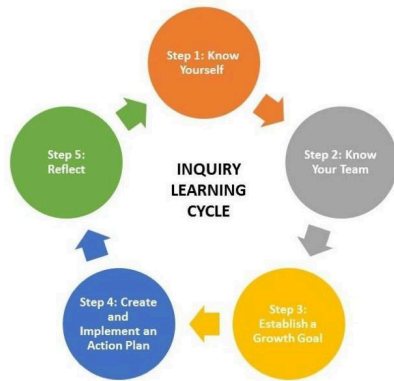 Step 1: Know
Yourself
Step 2: Know
Your Team
Step 3:
Establish a
Growth Goal
Step 4: Create
and
Implement an
Action Plan
Step 5:
Reflect
INQUIRY
LEARNING
CYCLE